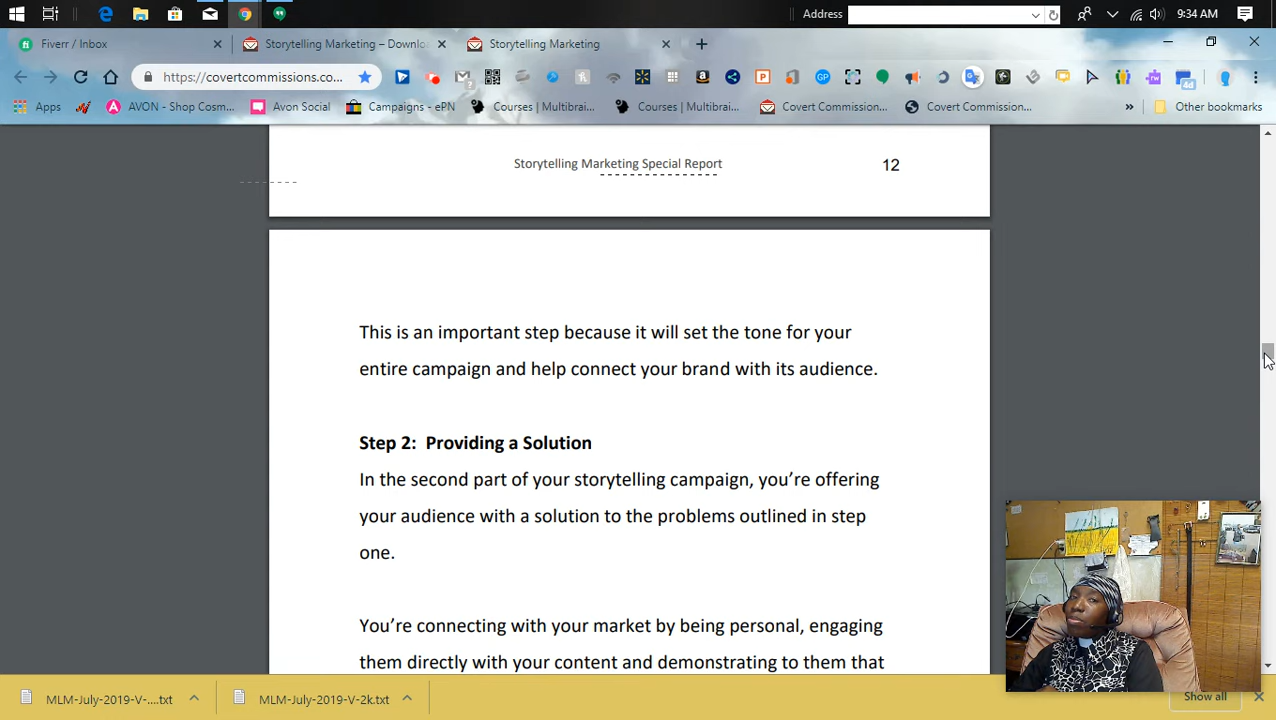 Address
9:34 AM
Fiverr / Inbox
Storytelling Marketing – Downlo
Storytelling Marketing
https://covertcommissions.co...
GP
4d
Apps
AVON - Shop Cosm...
Avon Social
Campaigns - ePN
Courses | Multibrai...
Courses | Multibrai...
Covert Commission...
Covert Commission...
»
Other bookmarks
Storytelling Marketing Special Report
12
This is an important step because it will set the tone for your
entire campaign and help connect your brand with its audience.
Step 2: Providing a Solution
In the second part of your storytelling campaign, you’re offering
your audience with a solution to the problems outlined in step
one.
You’re connecting with your market by being personal, engaging
them directly with your content and demonstrating to them that
MLM-July-2019-V-....txt
MLM-July-2019-V-2k.txt
Show all